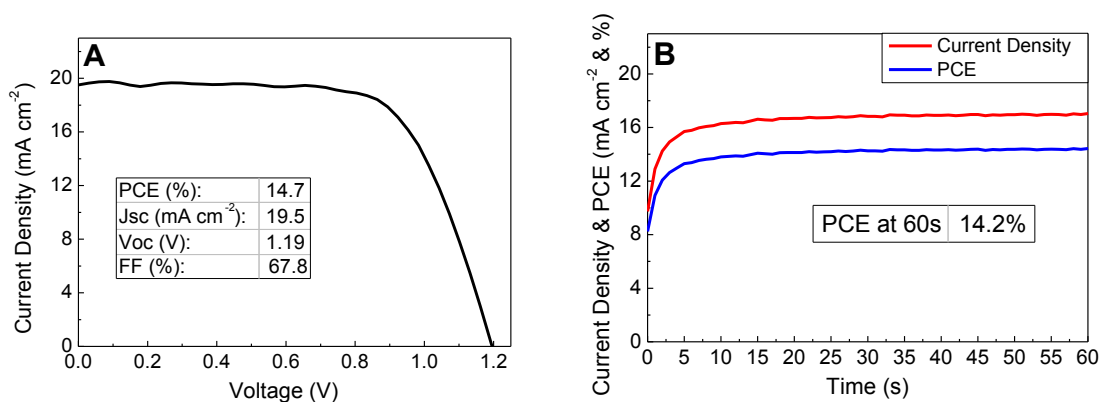 A
Current Density (mA cm⁻²)
20
16
12
8
4
0
PCE (%): 14.7
Jsc (mA cm⁻²): 19.5
Voc (V): 1.19
FF (%): 67.8
0.0 0.2 0.4 0.6 0.8 1.0 1.2
Voltage (V)
B
Current Density & PCE (mA cm⁻² & %)
Current Density
PCE
20
16
12
8
4
0
PCE at 60s 14.2%
0 5 10 15 20 25 30 35 40 45 50 55 60
Time (s)